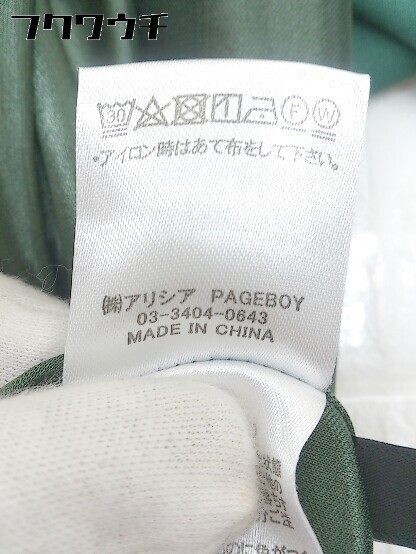 フクワウチ
30 F W
・アイロン時はあて布をして下さい。
㈱アリシア PAGEBOY
03-3404-0643
MADE IN CHINA